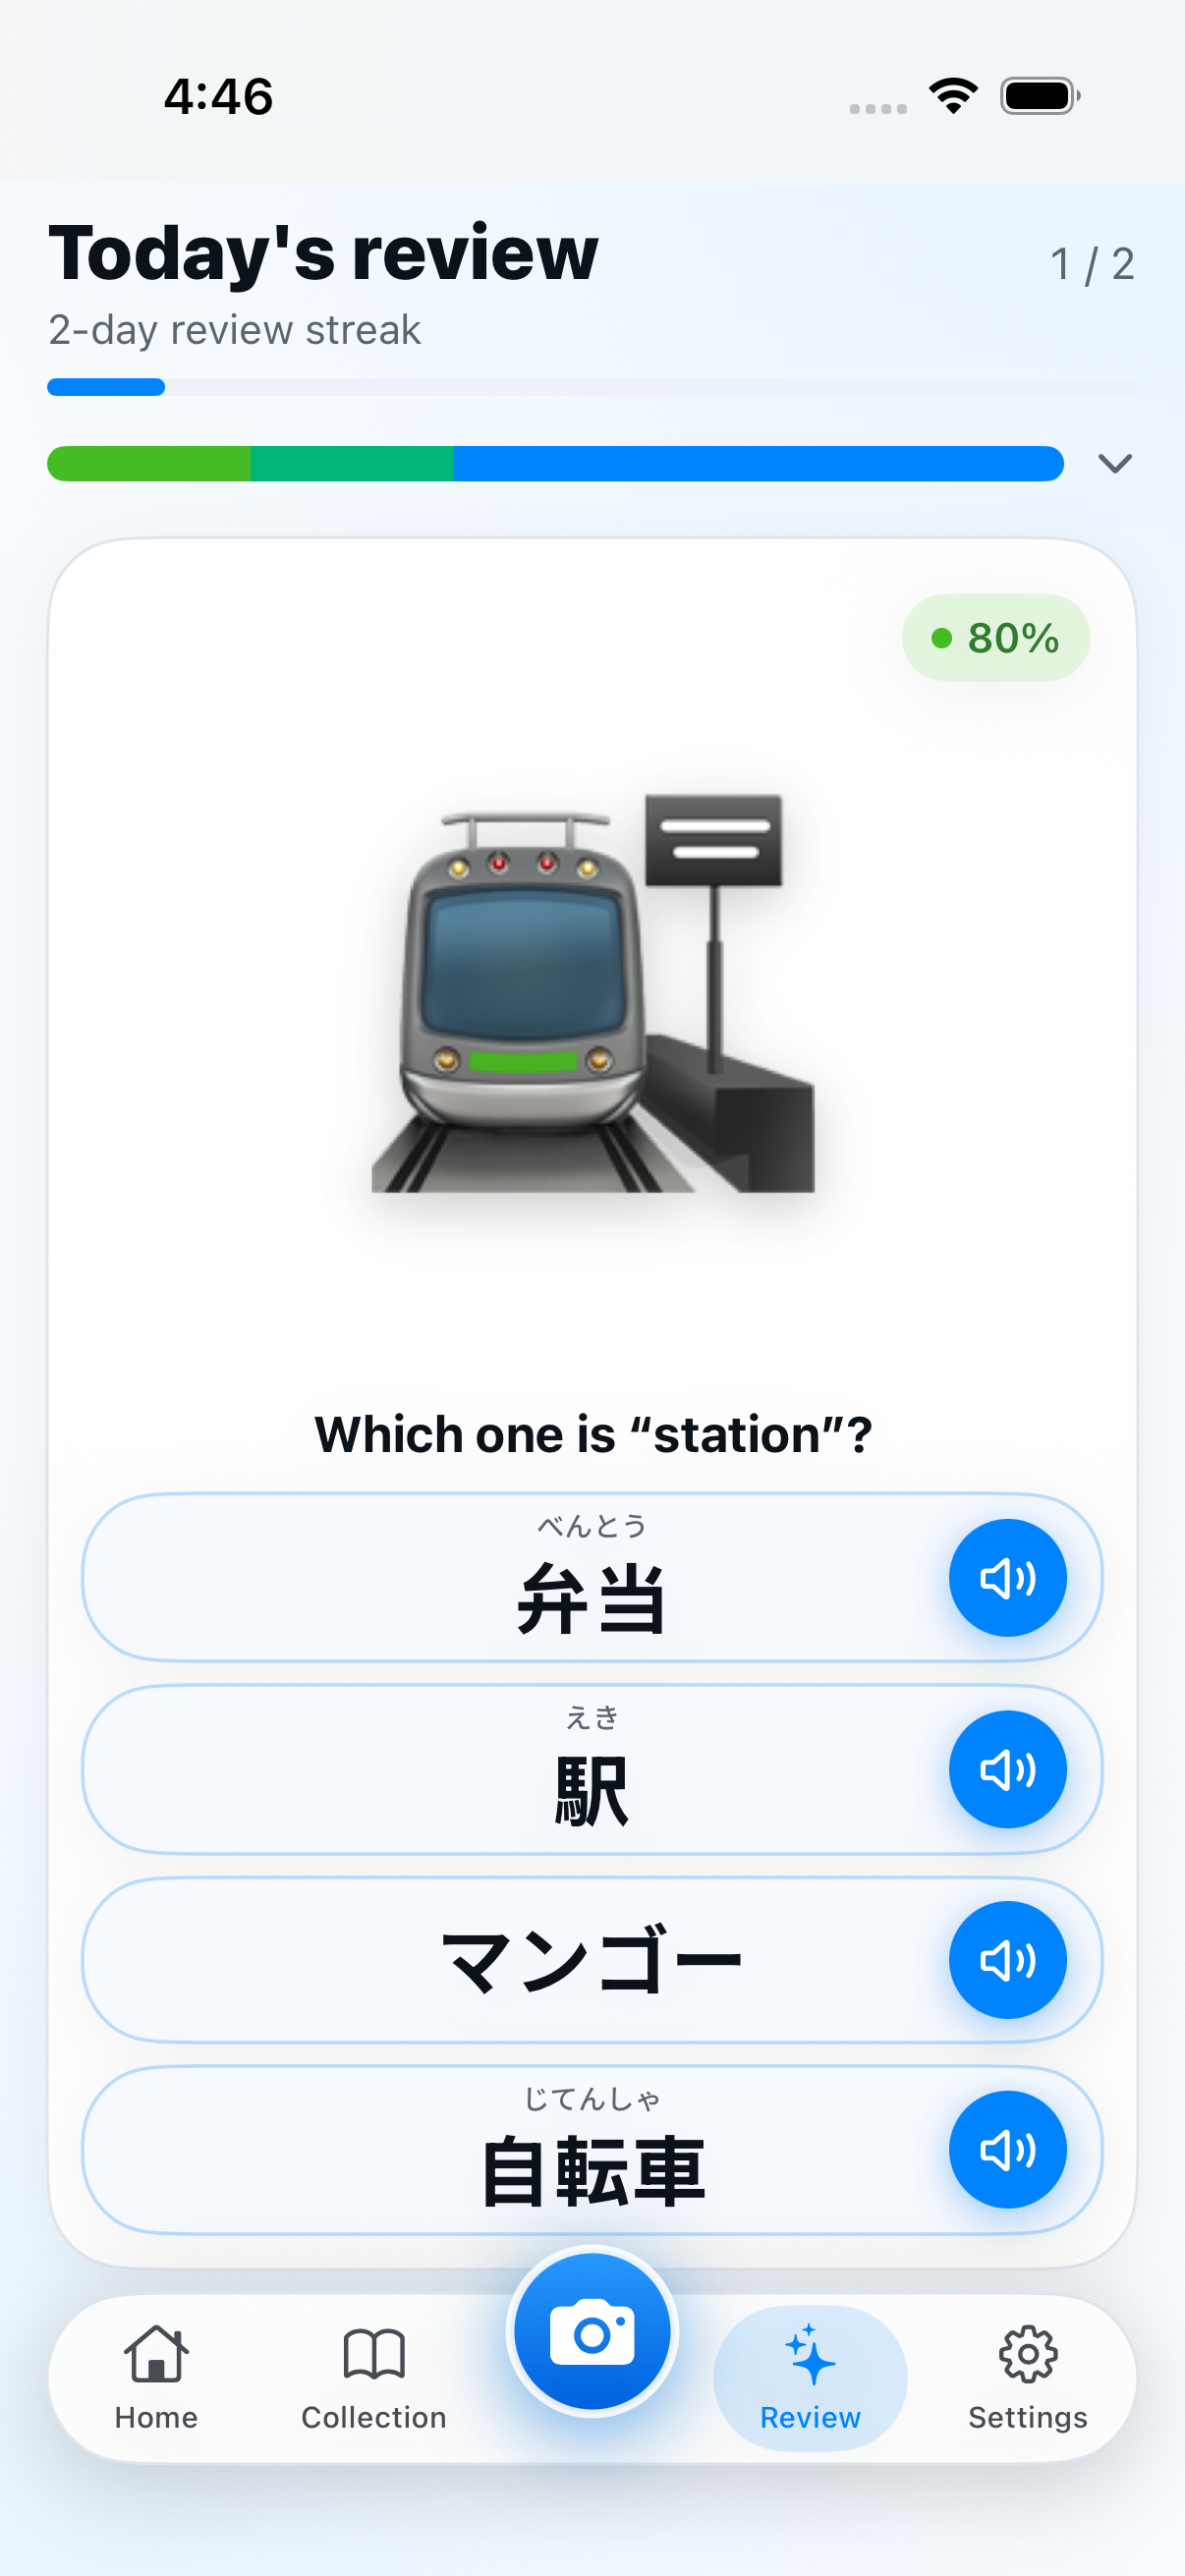 4:46
Today's review
1 / 2
2-day review streak
80%
Which one is “station”?
べんとう
弁当
えき
駅
マンゴー
じてんしゃ
自転車
Home
Collection
Review
Settings